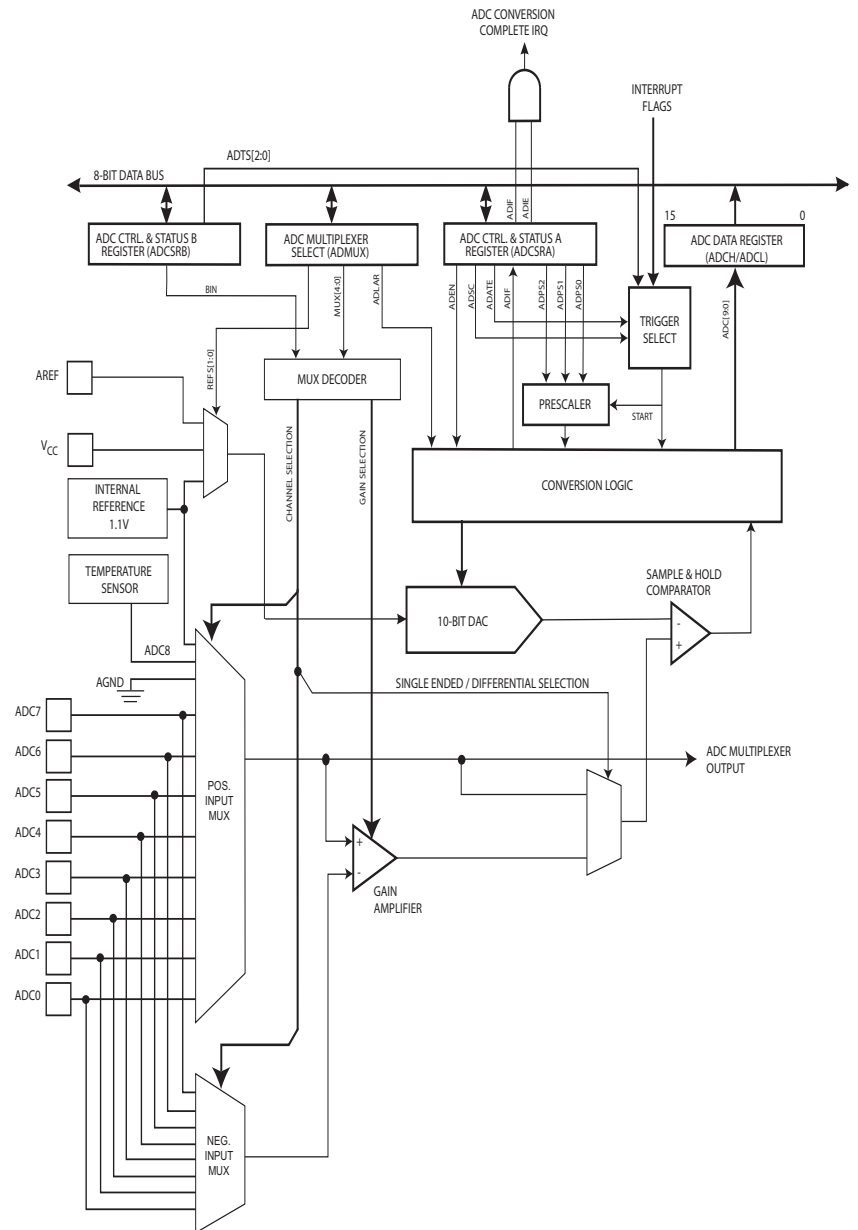 ADC CONVERSION
COMPLETE IRQ
INTERRUPT
FLAGS
ADTS[2:0]
8-BIT DATA BUS
ADIF
ADIE
15
0
ADC CTRL. & STATUS B
REGISTER (ADCSRB)
ADC MULTIPLEXER
SELECT (ADMUX)
ADC CTRL. & STATUS A
REGISTER (ADCSRA)
ADC DATA REGISTER
(ADCH/ADCL)
BIN
REFS[1:0]
MUX[4:0]
ADLAR
ADEN
ADSC
ADATE
ADIF
ADPS2
ADPS1
ADPS0
TRIGGER
SELECT
ADC[9:0]
MUX DECODER
PRESCALER
START
AREF
VCC
CHANNEL SELECTION
GAIN SELECTION
CONVERSION LOGIC
INTERNAL
REFERENCE
1.1V
TEMPERATURE
SENSOR
10-BIT DAC
SAMPLE & HOLD
COMPARATOR
-
+
ADC8
AGND
SINGLE ENDED / DIFFERENTIAL SELECTION
ADC7
ADC6
ADC5
ADC4
ADC3
ADC2
ADC1
ADC0
POS.
INPUT
MUX
ADC MULTIPLEXER
OUTPUT
+
-
GAIN
AMPLIFIER
NEG.
INPUT
MUX